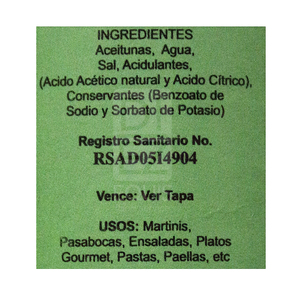 INGREDIENTES
Aceitunas, Agua,
Sal, Acidulantes,
(Acido Acético natural y Acido Cítrico),
Conservantes (Benzoato de
Sodio y Sorbato de Potasio)
Registro Sanitario No.
RSAD05I4904
Vence: Ver Tapa
USOS: Martinis,
Pasabocas, Ensaladas, Platos
Gourmet, Pastas, Paellas, etc